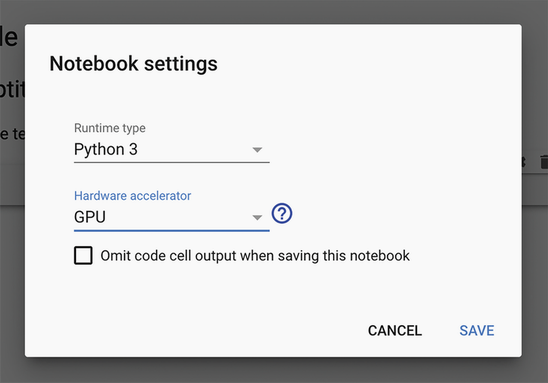 Notebook settings
Runtime type
Python 3
Hardware accelerator
GPU
?
Omit code cell output when saving this notebook
CANCEL
SAVE